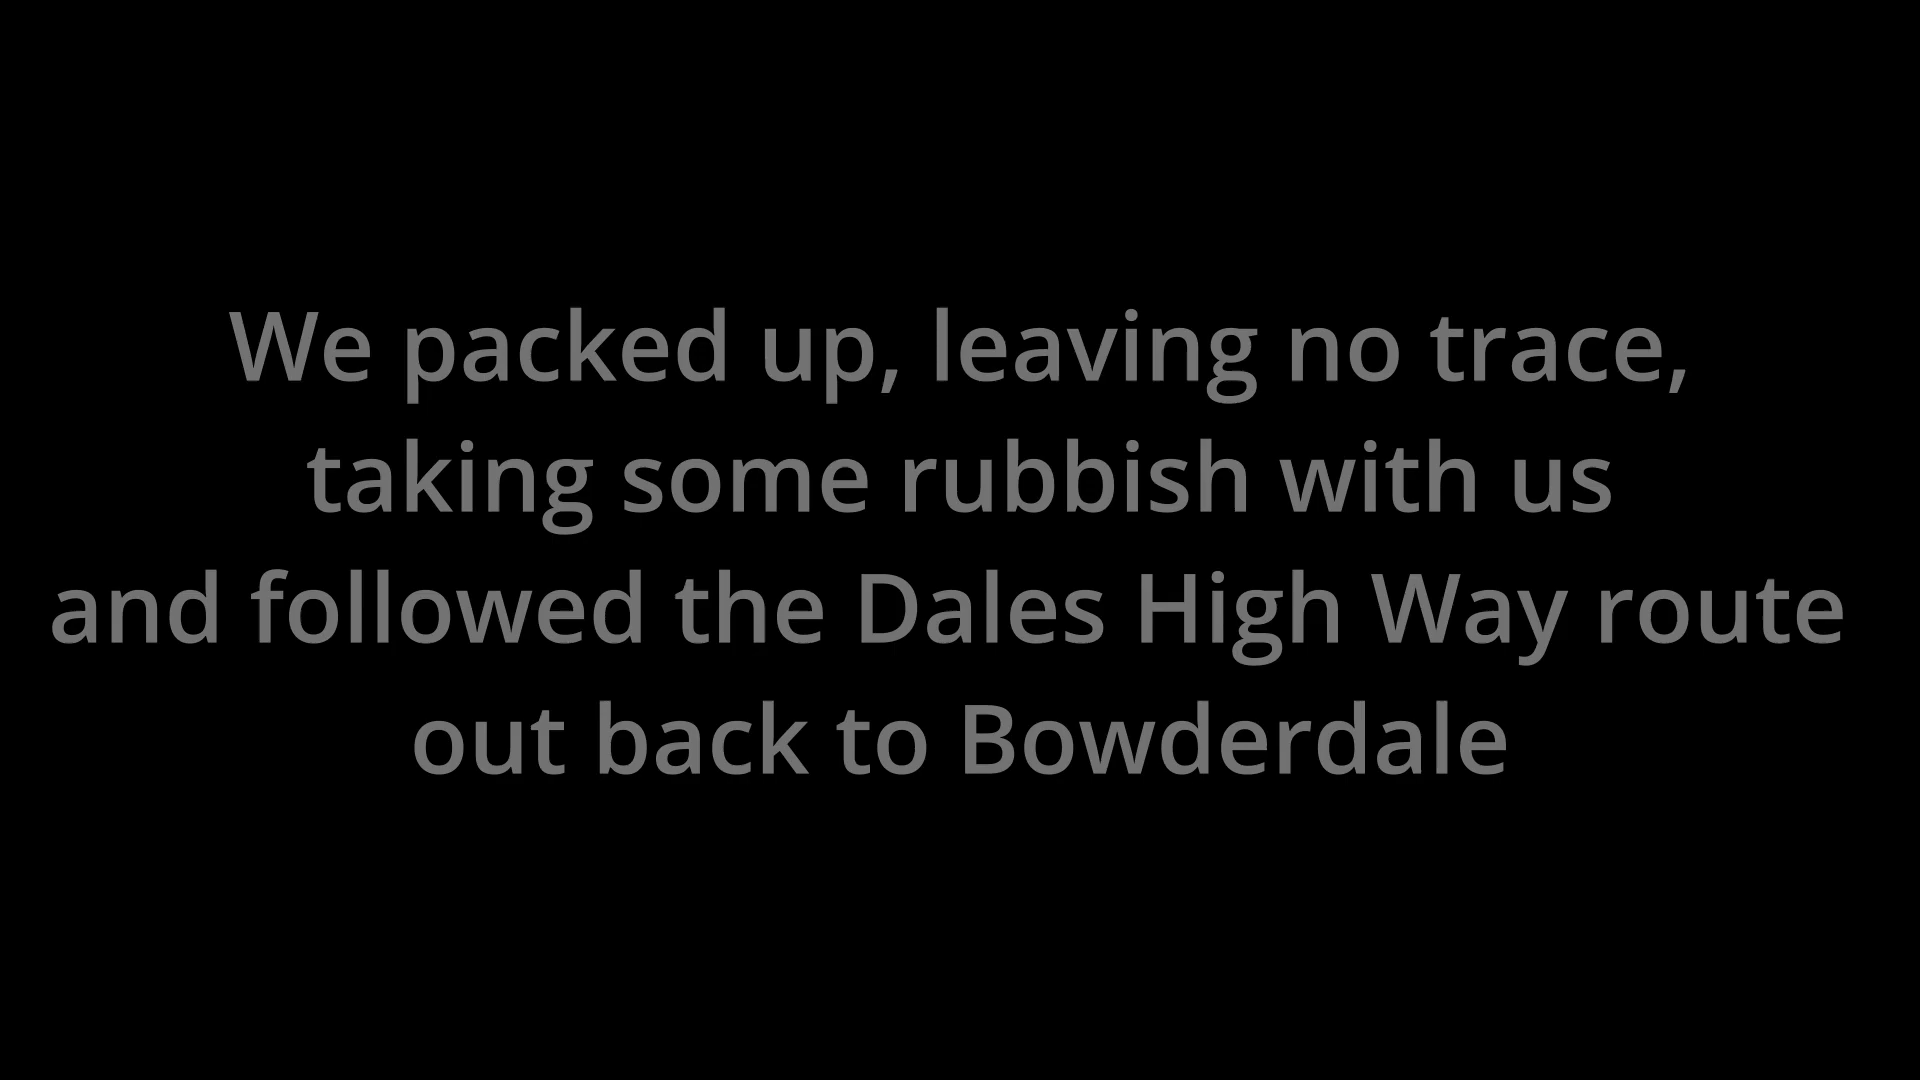 We packed up, leaving no trace,
taking some rubbish with us
and followed the Dales High Way route
out back to Bowderdale